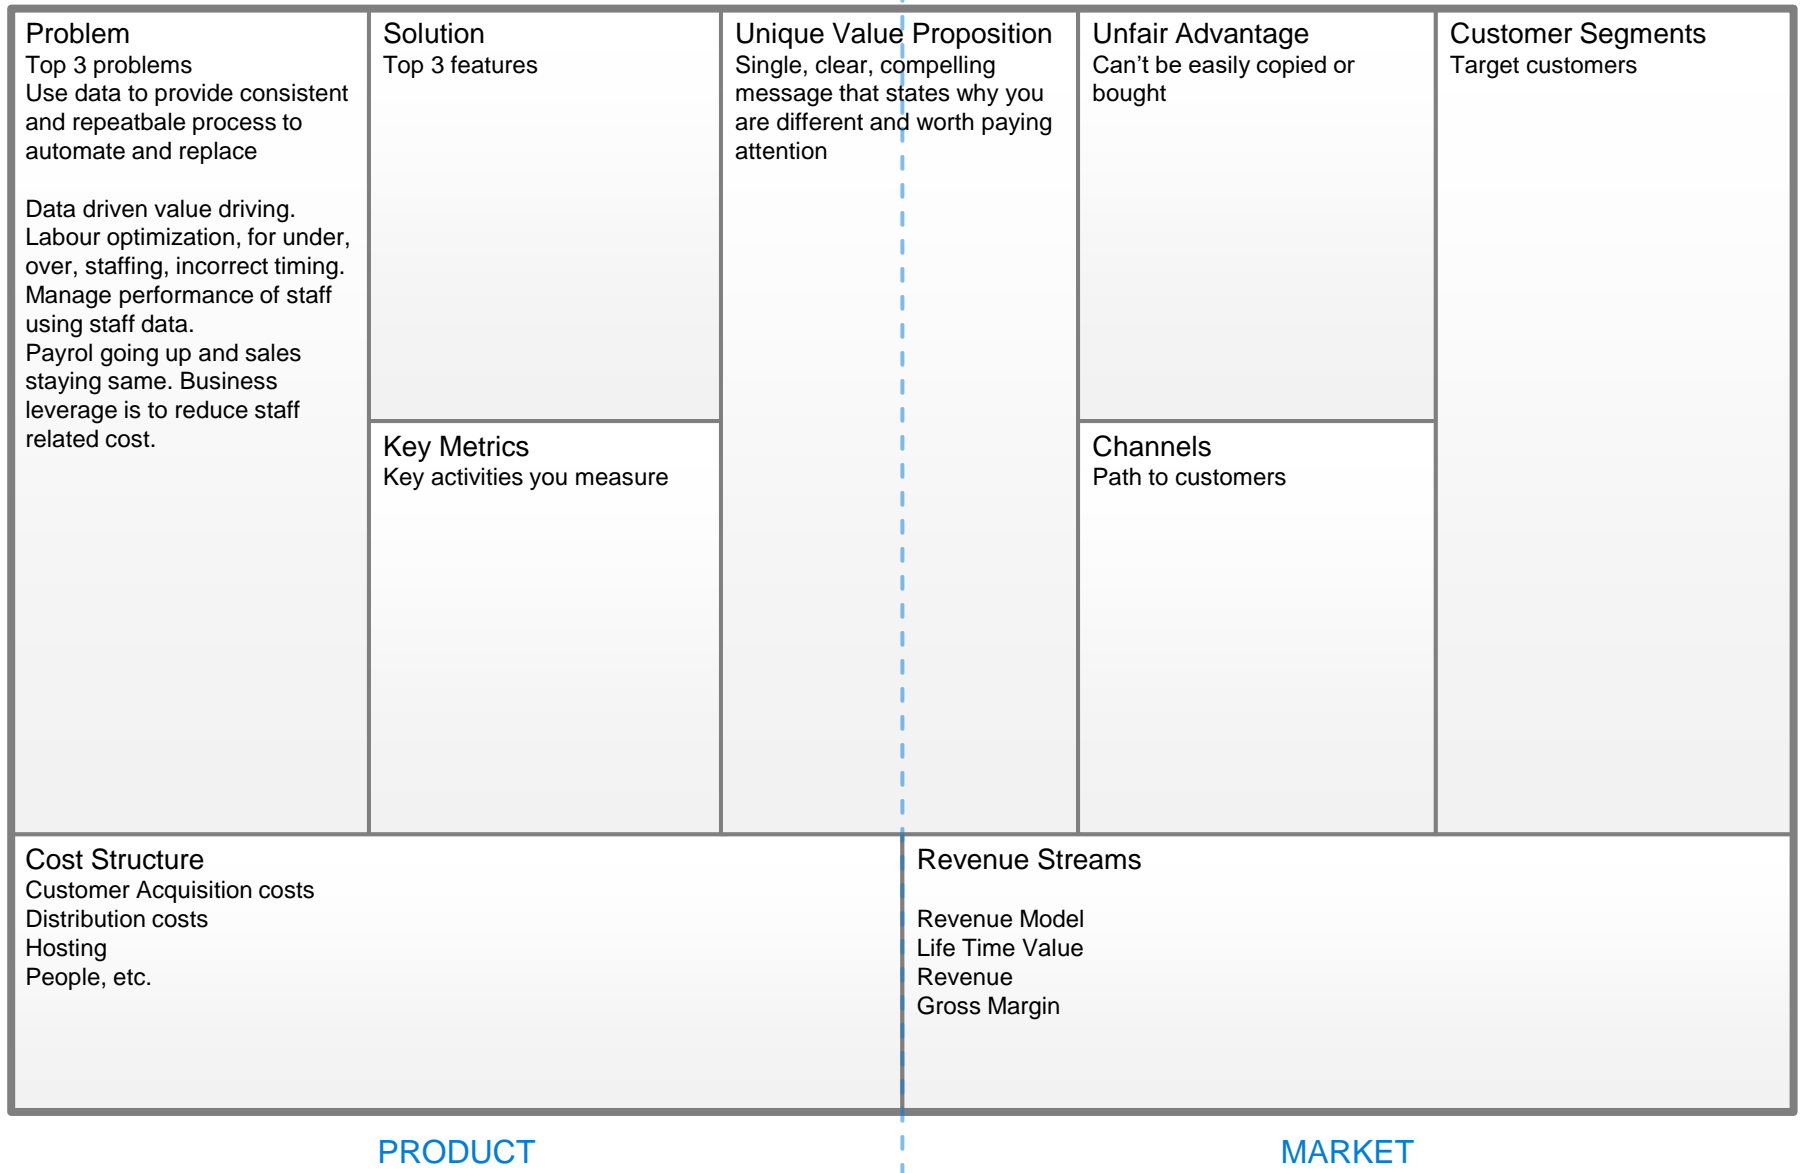 Problem
Top 3 problems
Use data to provide consistent
and repeatbale process to
automate and replace
Data driven value driving.
Labour optimization, for under,
over, staffing, incorrect timing.
Manage performance of staff
using staff data.
Payrol going up and sales
staying same. Business
leverage is to reduce staff
related cost.
Solution
Top 3 features
Key Metrics
Key activities you measure
Unique Value Proposition
Single, clear, compelling
message that states why you
are different and worth paying
attention
Unfair Advantage
Can’t be easily copied or
bought
Channels
Path to customers
Customer Segments
Target customers
Cost Structure
Customer Acquisition costs
Distribution costs
Hosting
People, etc.
Revenue Streams
Revenue Model
Life Time Value
Revenue
Gross Margin
PRODUCT
MARKET